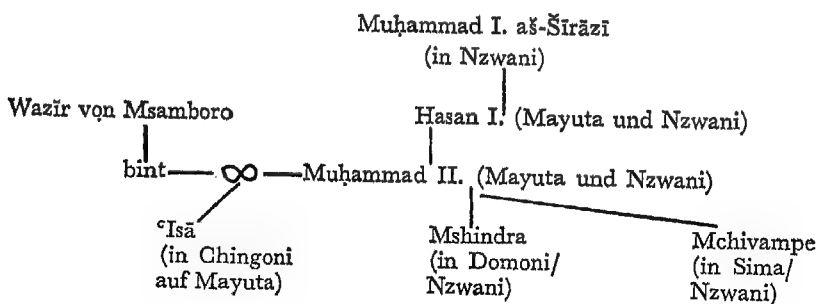 Muḥammad I. aš-Šīrāzī
(in Nzwani)
Wazīr von Msamboro
Hasan I. (Mayuta und Nzwani)
bint ∞ Muḥammad II. (Mayuta und Nzwani)
ʿIsā
(in Chingoni
auf Mayuta)
Mshindra
(in Domoni/
Nzwani)
Mchivampe
(in Sima/
Nzwani)